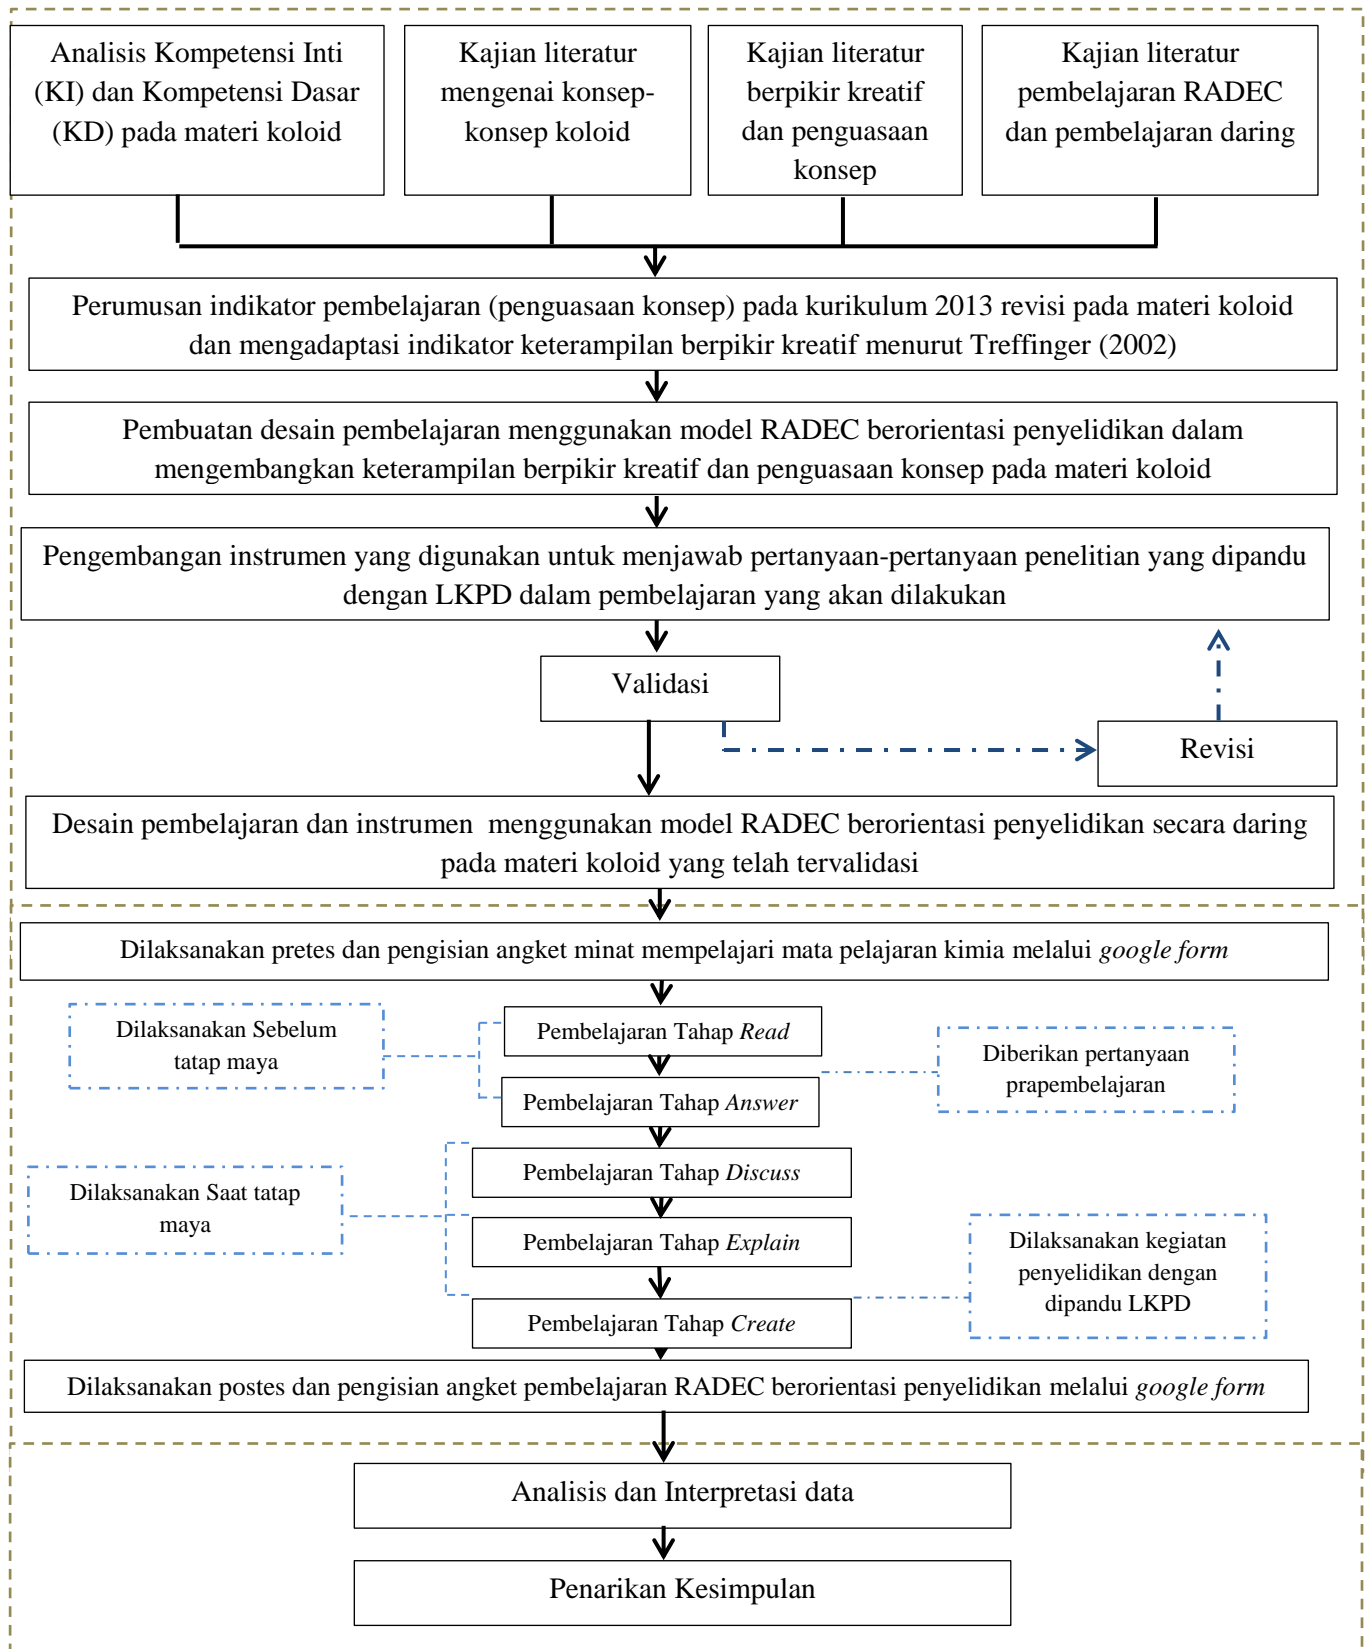 Analisis Kompetensi Inti
(KI) dan Kompetensi Dasar
(KD) pada materi koloid
Kajian literatur
mengenai konsep-
konsep koloid
Kajian literatur
berpikir kreatif
dan penguasaan
konsep
Kajian literatur
pembelajaran RADEC
dan pembelajaran daring
Perumusan indikator pembelajaran (penguasaan konsep) pada kurikulum 2013 revisi pada materi koloid
dan mengadaptasi indikator keterampilan berpikir kreatif menurut Treffinger (2002)
Pembuatan desain pembelajaran menggunakan model RADEC berorientasi penyelidikan dalam
mengembangkan keterampilan berpikir kreatif dan penguasaan konsep pada materi koloid
Pengembangan instrumen yang digunakan untuk menjawab pertanyaan-pertanyaan penelitian yang dipandu
dengan LKPD dalam pembelajaran yang akan dilakukan
Validasi
Revisi
Desain pembelajaran dan instrumen menggunakan model RADEC berorientasi penyelidikan secara daring
pada materi koloid yang telah tervalidasi
Dilaksanakan pretes dan pengisian angket minat mempelajari mata pelajaran kimia melalui google form
Dilaksanakan Sebelum
tatap maya
Pembelajaran Tahap Read
Diberikan pertanyaan
prapembelajaran
Pembelajaran Tahap Answer
Pembelajaran Tahap Discuss
Dilaksanakan Saat tatap
maya
Pembelajaran Tahap Explain
Dilaksanakan kegiatan
penyelidikan dengan
dipandu LKPD
Pembelajaran Tahap Create
Dilaksanakan postes dan pengisian angket pembelajaran RADEC berorientasi penyelidikan melalui google form
Analisis dan Interpretasi data
Penarikan Kesimpulan